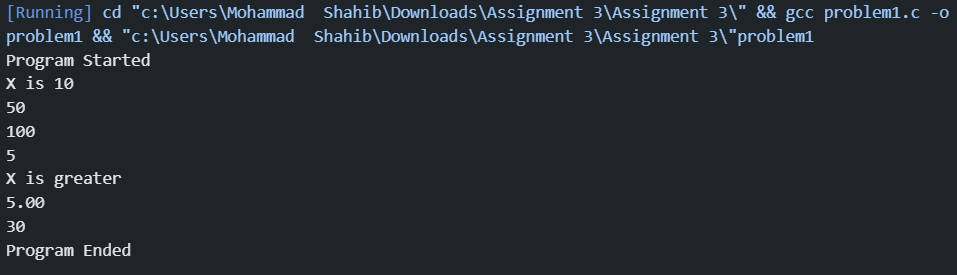 [Running] cd "c:\Users\Mohammad  Shahib\Downloads\Assignment 3\Assignment 3\" && gcc problem1.c -o
problem1 && "c:\Users\Mohammad  Shahib\Downloads\Assignment 3\Assignment 3\"problem1
Program Started
X is 10
50
100
5
X is greater
5.00
30
Program Ended